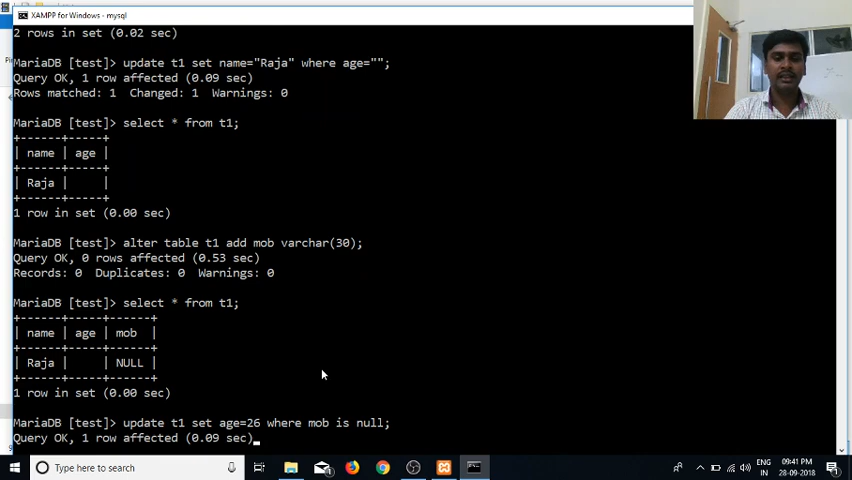 XAMPP for Windows - mysql
2 rows in set (0.02 sec)
MariaDB [test]> update t1 set name="Raja" where age="";
Query OK, 1 row affected (0.09 sec)
Rows matched: 1  Changed: 1  Warnings: 0
MariaDB [test]> select * from t1;
+------+-----+
| name | age |
+------+-----+
| Raja |     |
+------+-----+
1 row in set (0.00 sec)
MariaDB [test]> alter table t1 add mob varchar(30);
Query OK, 0 rows affected (0.53 sec)
Records: 0  Duplicates: 0  Warnings: 0
MariaDB [test]> select * from t1;
+------+-----+------+
| name | age | mob  |
+------+-----+------+
| Raja |     | NULL |
+------+-----+------+
1 row in set (0.00 sec)
MariaDB [test]> update t1 set age=26 where mob is null;
Query OK, 1 row affected (0.09 sec)
Type here to search
ENG
IN
09:41 PM
28-09-2018